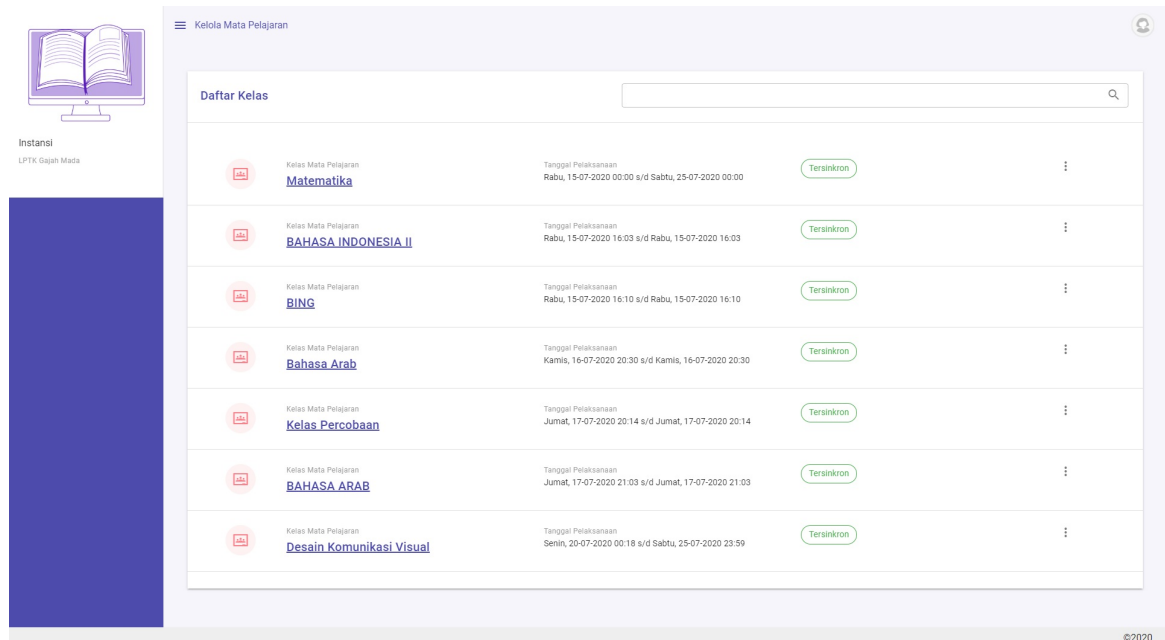 Kelola Mata Pelajaran
Instansi
LPTK Gajah Mada
Daftar Kelas
Kelas Mata Pelajaran
Matematika
Tanggal Pelaksanaan
Rabu, 15-07-2020 00:00 s/d Sabtu, 25-07-2020 00:00
Tersinkron
Kelas Mata Pelajaran
BAHASA INDONESIA II
Tanggal Pelaksanaan
Rabu, 15-07-2020 16:03 s/d Rabu, 15-07-2020 16:03
Tersinkron
Kelas Mata Pelajaran
BING
Tanggal Pelaksanaan
Rabu, 15-07-2020 16:10 s/d Rabu, 15-07-2020 16:10
Tersinkron
Kelas Mata Pelajaran
Bahasa Arab
Tanggal Pelaksanaan
Kamis, 16-07-2020 20:30 s/d Kamis, 16-07-2020 20:30
Tersinkron
Kelas Mata Pelajaran
Kelas Percobaan
Tanggal Pelaksanaan
Jumat, 17-07-2020 20:14 s/d Jumat, 17-07-2020 20:14
Tersinkron
Kelas Mata Pelajaran
BAHASA ARAB
Tanggal Pelaksanaan
Jumat, 17-07-2020 21:03 s/d Jumat, 17-07-2020 21:03
Tersinkron
Kelas Mata Pelajaran
Desain Komunikasi Visual
Tanggal Pelaksanaan
Senin, 20-07-2020 00:18 s/d Sabtu, 25-07-2020 23:59
Tersinkron
©2020